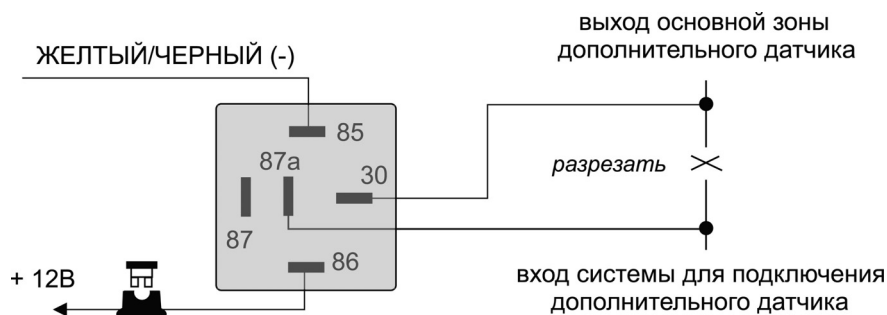 выход основной зоны
дополнительного датчика
ЖЕЛТЫЙ/ЧЕРНЫЙ (-)
85
87а
30
разрезать
87
86
+ 12В
вход системы для подключения
дополнительного датчика